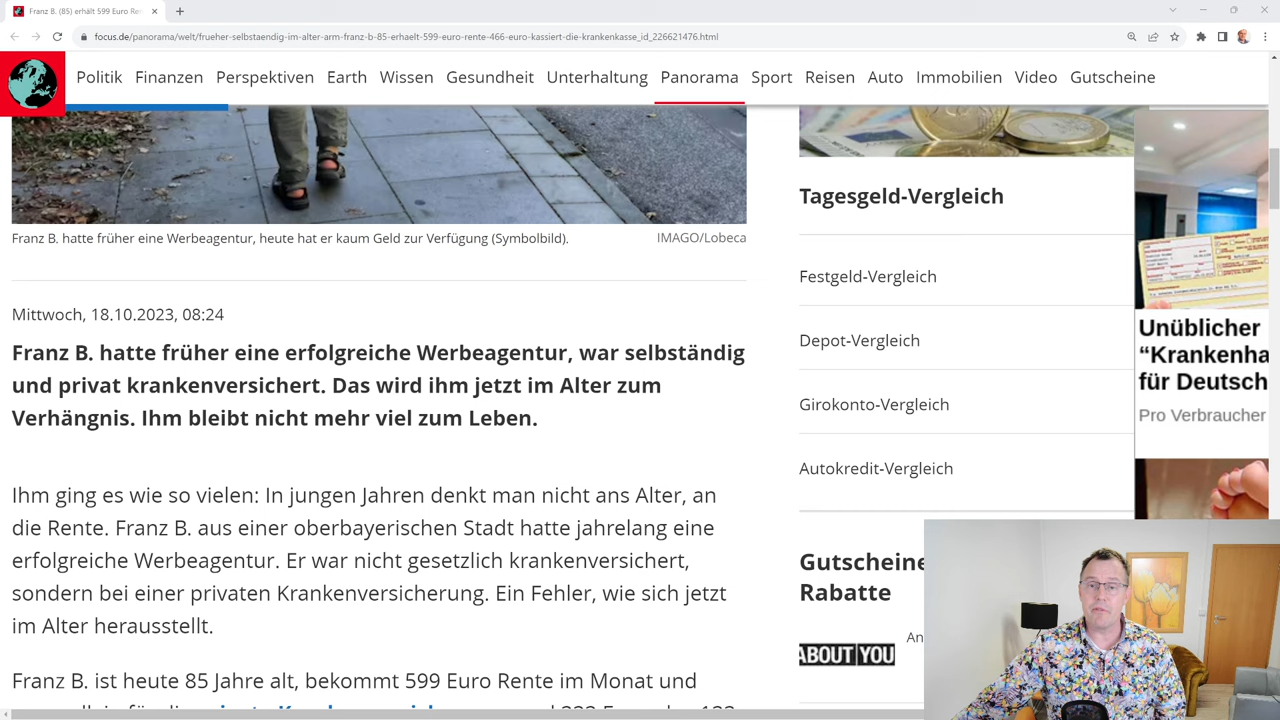 Franz B. (85) erhält 599 Euro Ren
focus.de/panorama/welt/frueher-selbstaendig-im-alter-arm-franz-b-85-erhaelt-599-euro-rente-466-euro-kassiert-die-krankenkasse_id_226621476.html
Politik Finanzen Perspektiven Earth Wissen Gesundheit Unterhaltung Panorama Sport Reisen Auto Immobilien Video Gutscheine
Franz B. hatte früher eine Werbeagentur, heute hat er kaum Geld zur Verfügung (Symbolbild).
IMAGO/Lobeca
Mittwoch, 18.10.2023, 08:24
Franz B. hatte früher eine erfolgreiche Werbeagentur, war selbständig
und privat krankenversichert. Das wird ihm jetzt im Alter zum
Verhängnis. Ihm bleibt nicht mehr viel zum Leben.
Ihm ging es wie so vielen: In jungen Jahren denkt man nicht ans Alter, an
die Rente. Franz B. aus einer oberbayerischen Stadt hatte jahrelang eine
erfolgreiche Werbeagentur. Er war nicht gesetzlich krankenversichert,
sondern bei einer privaten Krankenversicherung. Ein Fehler, wie sich jetzt
im Alter herausstellt.
Franz B. ist heute 85 Jahre alt, bekommt 599 Euro Rente im Monat und
Tagesgeld-Vergleich
Festgeld-Vergleich
Depot-Vergleich
Girokonto-Vergleich
Autokredit-Vergleich
Gutscheine
Rabatte
ABOUT YOU
An
Unüblicher
“Krankenha
für Deutsch
Pro Verbraucher